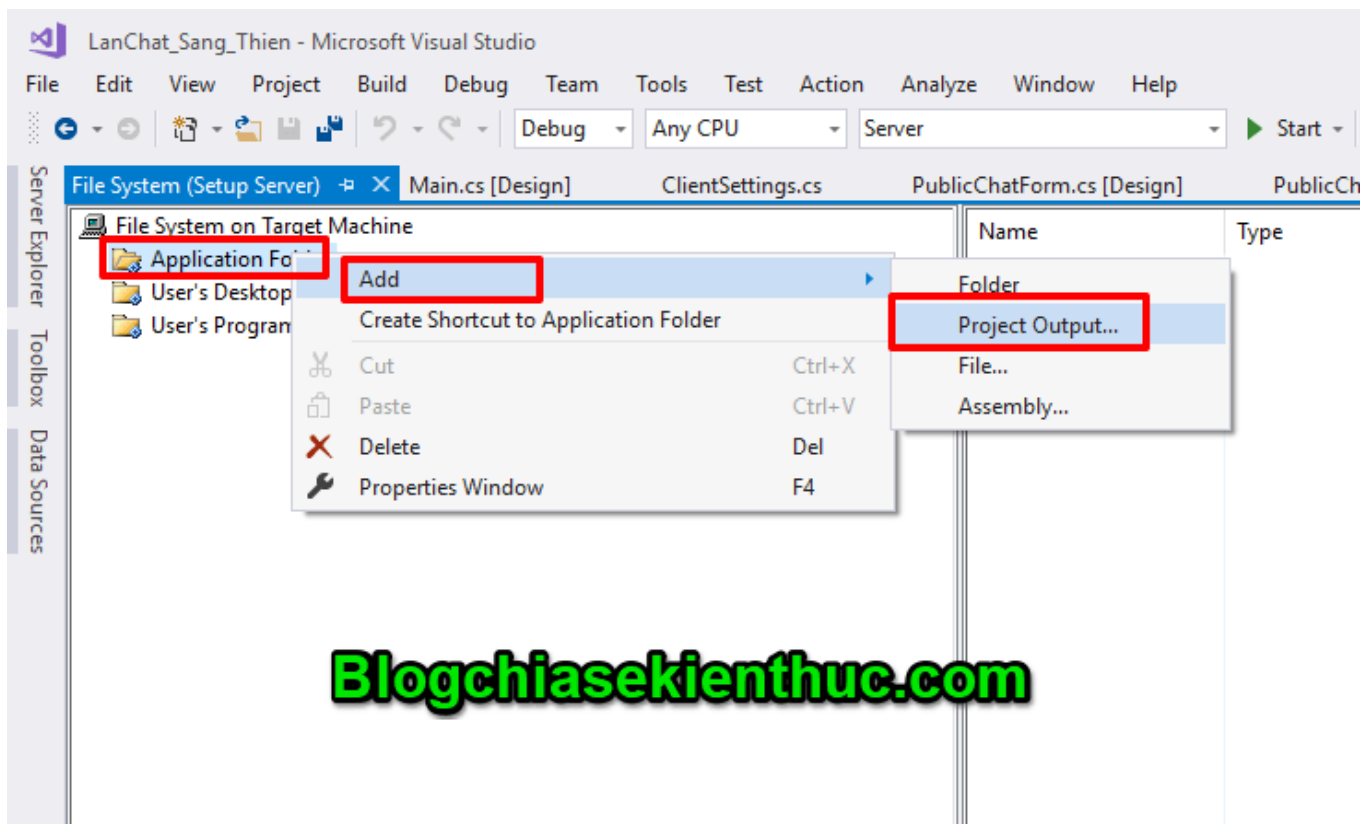 LanChat_Sang_Thien - Microsoft Visual Studio
File Edit View Project Build Debug Team Tools Test Action Analyze Window Help
Debug Any CPU Server Start
File System (Setup Server) Main.cs [Design] ClientSettings.cs PublicChatForm.cs [Design] PublicCh
Server Explorer
Toolbox
Data Sources
File System on Target Machine
Application Fo
User's Desktop
User's Program
Name Type
Add
Create Shortcut to Application Folder
Cut Ctrl+X
Paste Ctrl+V
Delete Del
Properties Window F4
Folder
Project Output...
File...
Assembly...
Blogchiasekienthuc.com